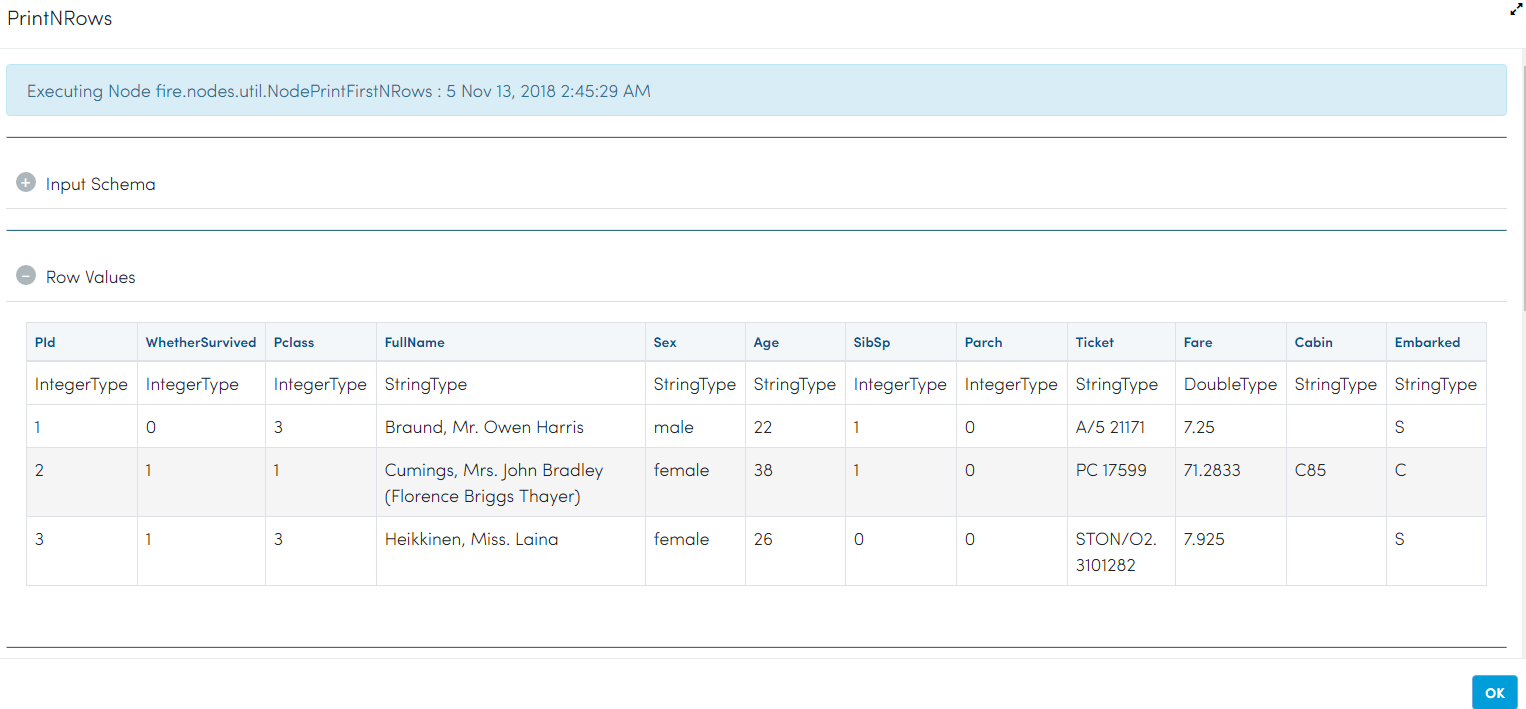 PrintNRows
Executing Node fire.nodes.util.NodePrintFirstNRows : 5 Nov 13, 2018 2:45:29 AM
Input Schema
Row Values
PId WhetherSurvived Pclass FullName Sex Age SibSp Parch Ticket Fare Cabin Embarked
IntegerType IntegerType IntegerType StringType StringType StringType IntegerType IntegerType StringType DoubleType StringType StringType
1 0 3 Braund, Mr. Owen Harris male 22 1 0 A/5 21171 7.25 S
2 1 1 Cumings, Mrs. John Bradley female 38 1 0 PC 17599 71.2833 C85 C
(Florence Briggs Thayer)
3 1 3 Heikkinen, Miss. Laina female 26 0 0 STON/O2. 7.925 S
3101282
OK